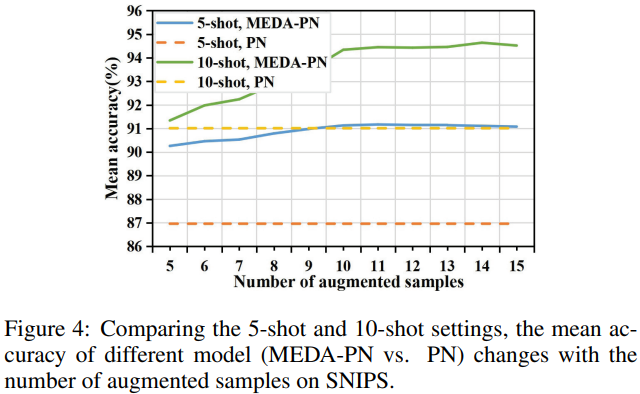 96
95
94
93
92
91
90
89
88
87
86
Mean accuracy(%)
5-shot, MEDA-PN
5-shot, PN
10-shot, MEDA-PN
10-shot, PN
5 6 7 8 9 10 11 12 13 14 15
Number of augmented samples
Figure 4: Comparing the 5-shot and 10-shot settings, the mean ac-
curacy of different model (MEDA-PN vs. PN) changes with the
number of augmented samples on SNIPS.